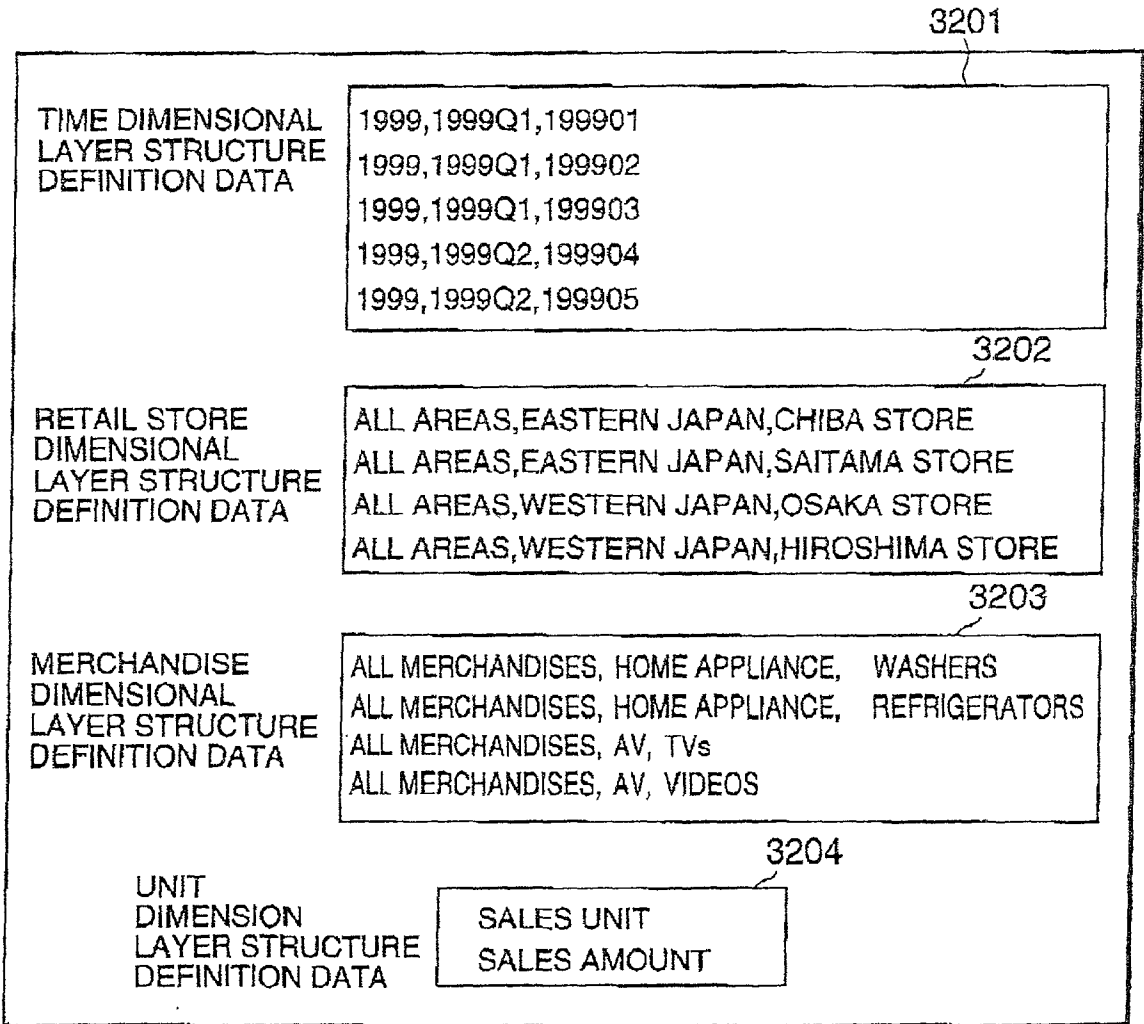 3201
TIME DIMENSIONAL
LAYER STRUCTURE
DEFINITION DATA
1999,1999Q1,199901
1999,1999Q1,199902
1999,1999Q1,199903
1999,1999Q2,199904
1999,1999Q2,199905
3202
RETAIL STORE
DIMENSIONAL
LAYER STRUCTURE
DEFINITION DATA
ALL AREAS,EASTERN JAPAN,CHIBA STORE
ALL AREAS,EASTERN JAPAN,SAITAMA STORE
ALL AREAS,WESTERN JAPAN,OSAKA STORE
ALL AREAS,WESTERN JAPAN,HIROSHIMA STORE
3203
MERCHANDISE
DIMENSIONAL
LAYER STRUCTURE
DEFINITION DATA
ALL MERCHANDISES, HOME APPLIANCE, WASHERS
ALL MERCHANDISES, HOME APPLIANCE, REFRIGERATORS
ALL MERCHANDISES, AV, TVs
ALL MERCHANDISES, AV, VIDEOS
3204
UNIT
DIMENSION
LAYER STRUCTURE
DEFINITION DATA
SALES UNIT
SALES AMOUNT